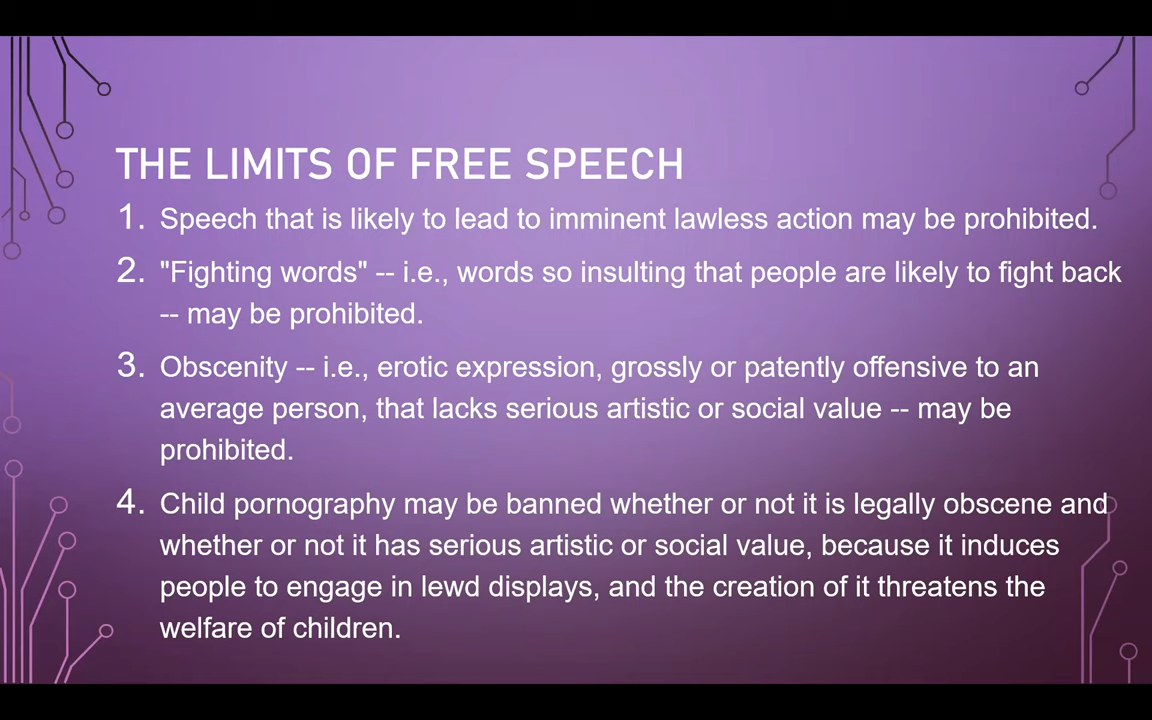 THE LIMITS OF FREE SPEECH
1. Speech that is likely to lead to imminent lawless action may be prohibited.
2. "Fighting words" -- i.e., words so insulting that people are likely to fight back
-- may be prohibited.
3. Obscenity -- i.e., erotic expression, grossly or patently offensive to an
average person, that lacks serious artistic or social value -- may be
prohibited.
4. Child pornography may be banned whether or not it is legally obscene and
whether or not it has serious artistic or social value, because it induces
people to engage in lewd displays, and the creation of it threatens the
welfare of children.